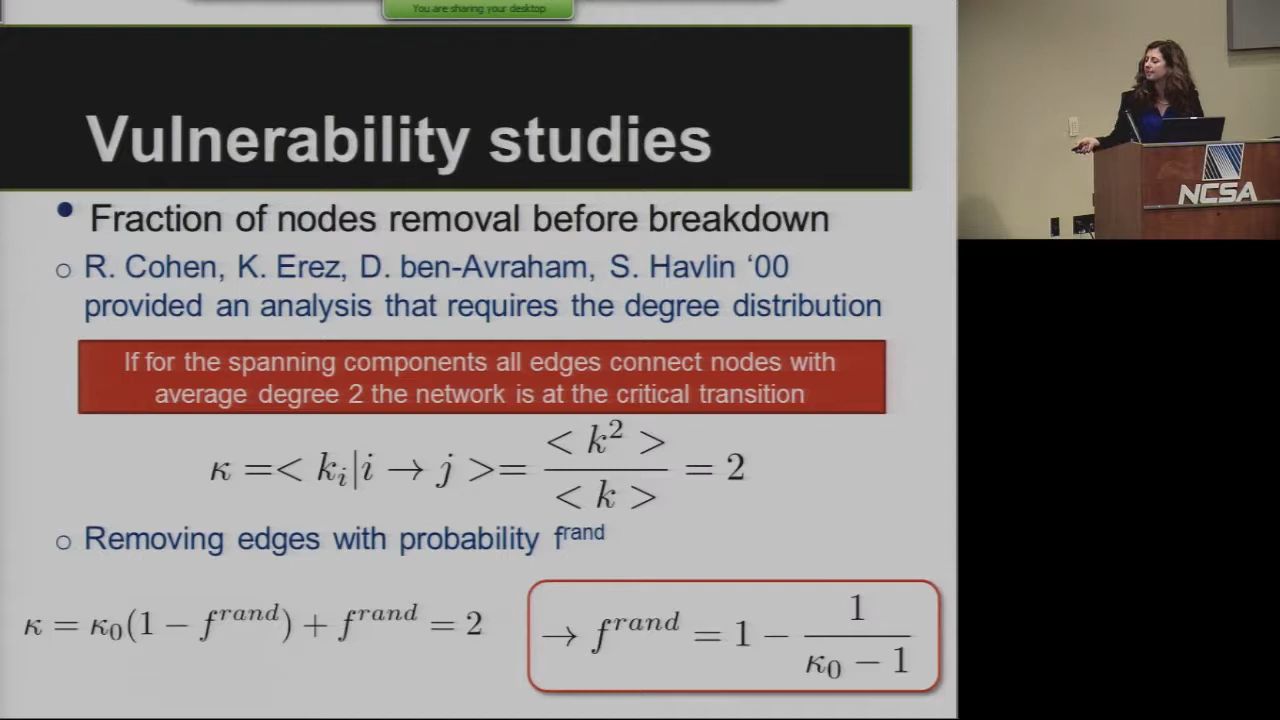 You are sharing your desktop
Vulnerability studies
• Fraction of nodes removal before breakdown
○ R. Cohen, K. Erez, D. ben-Avraham, S. Havlin ‘00
provided an analysis that requires the degree distribution
If for the spanning components all edges connect nodes with
average degree 2 the network is at the critical transition
κ =< k_i|i → j >= < k^2 > / < k > = 2
○ Removing edges with probability f^rand
κ = κ_0(1 − f^rand) + f^rand = 2
→ f^rand = 1 − 1 / (κ_0 − 1)
NCSA